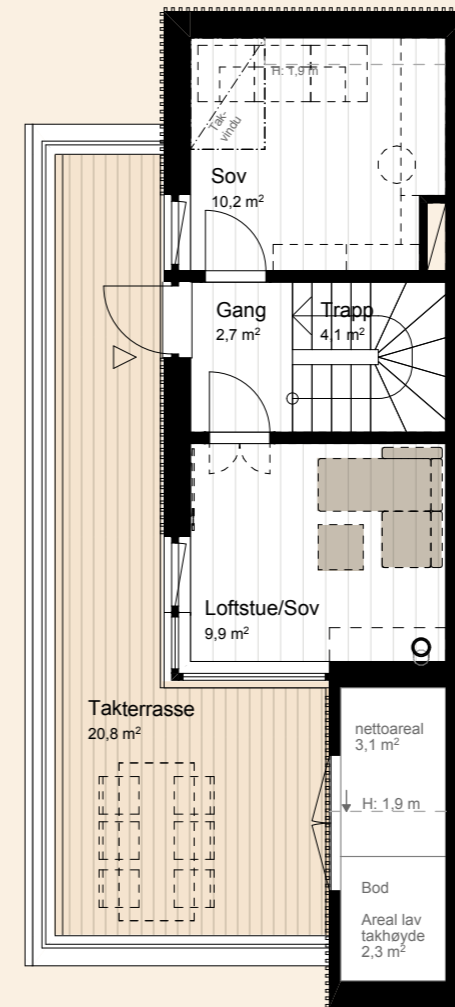 H: 1,9 m
Tak-
vindu
Sov
10,2 m²
Gang
2,7 m²
Trapp
4,1 m²
Loftstue/Sov
9,9 m²
Takterrasse
20,8 m²
nettoareal
3,1 m²
H: 1,9 m
Bod
Areal lav
takhøyde
2,3 m²